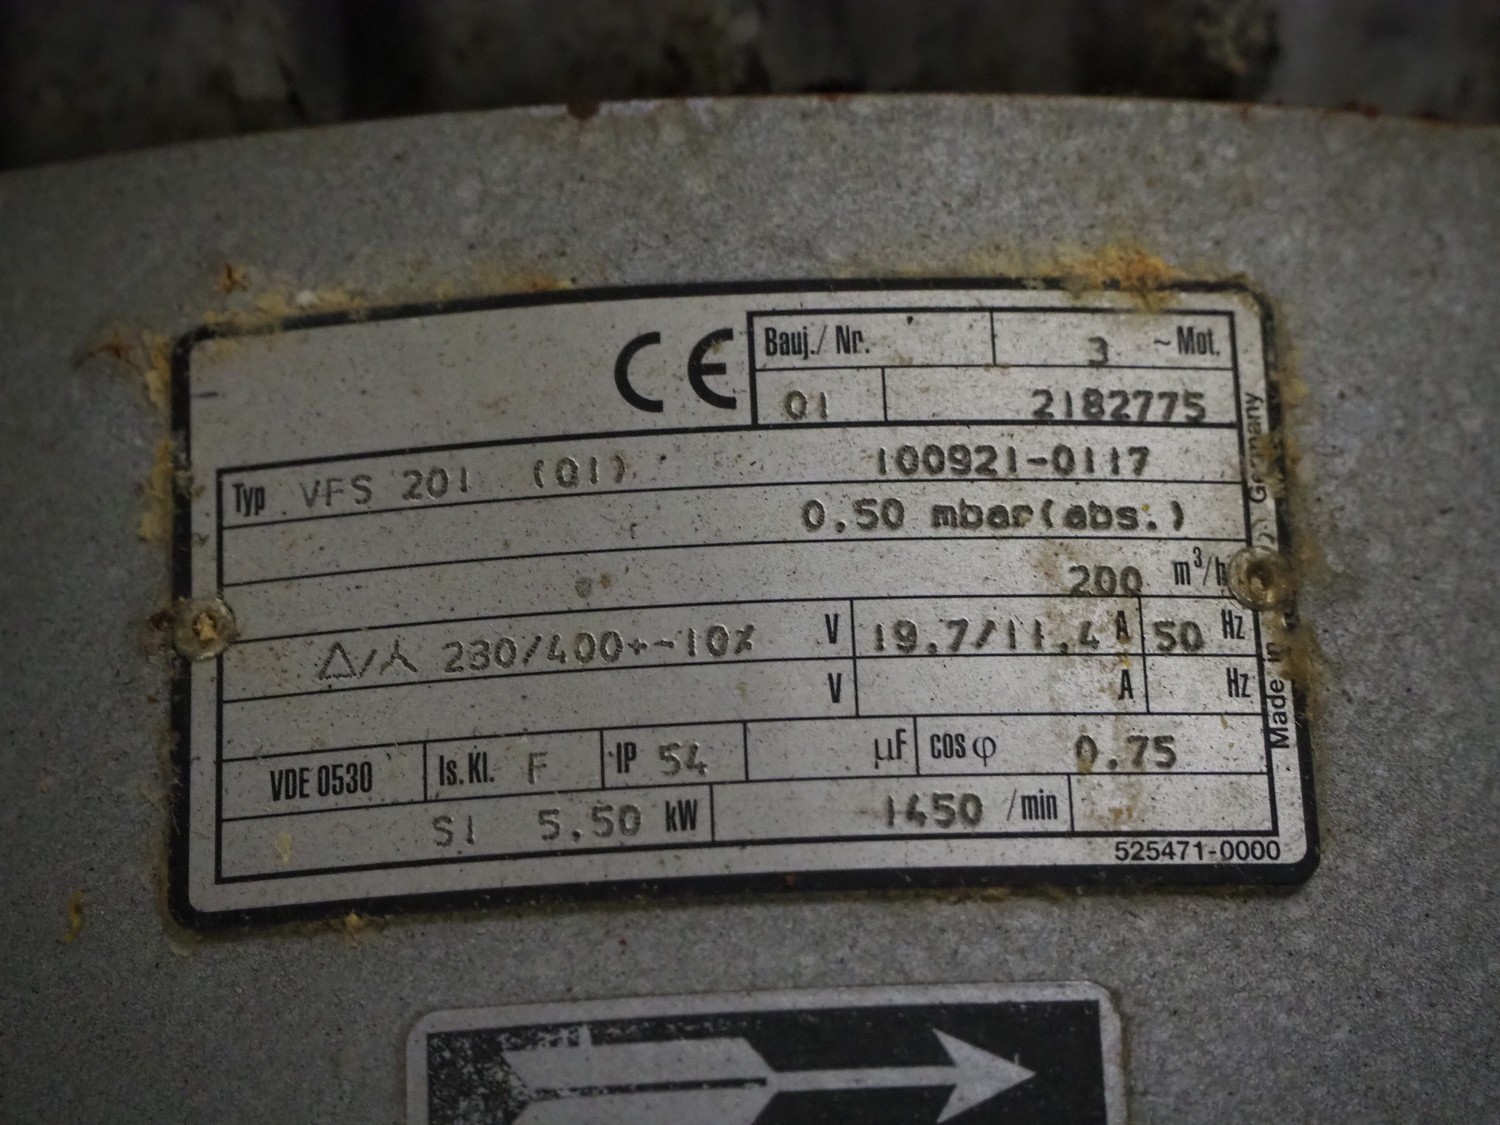 CE Bauj./ Nr. 3 ~ Mot.
01 2182775
Typ VFS 201 (01) 100921-0117
0.50 mbar(abs.)
200 m³/h
△/⅄ 230/400+-10% V 19.7/11.4 A 50 Hz
V A Hz
VDE 0530 Is. Kl. F IP 54 µF cos φ 0.75
S1 5.50 kW 1450 /min
525471-0000
Made in Germany